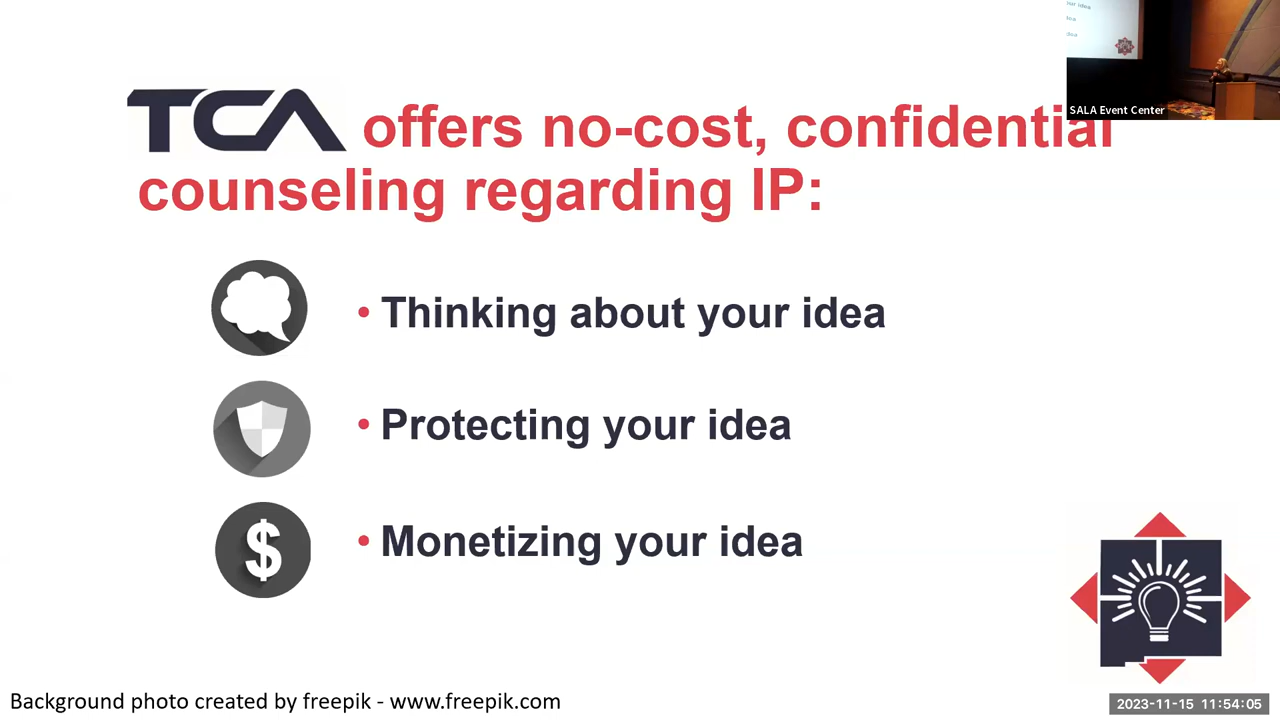 TCA offers no-cost, confidential
counseling regarding IP:
• Thinking about your idea
• Protecting your idea
$
• Monetizing your idea
Background photo created by freepik - www.freepik.com
SALA Event Center
2023-11-15 11:54:05